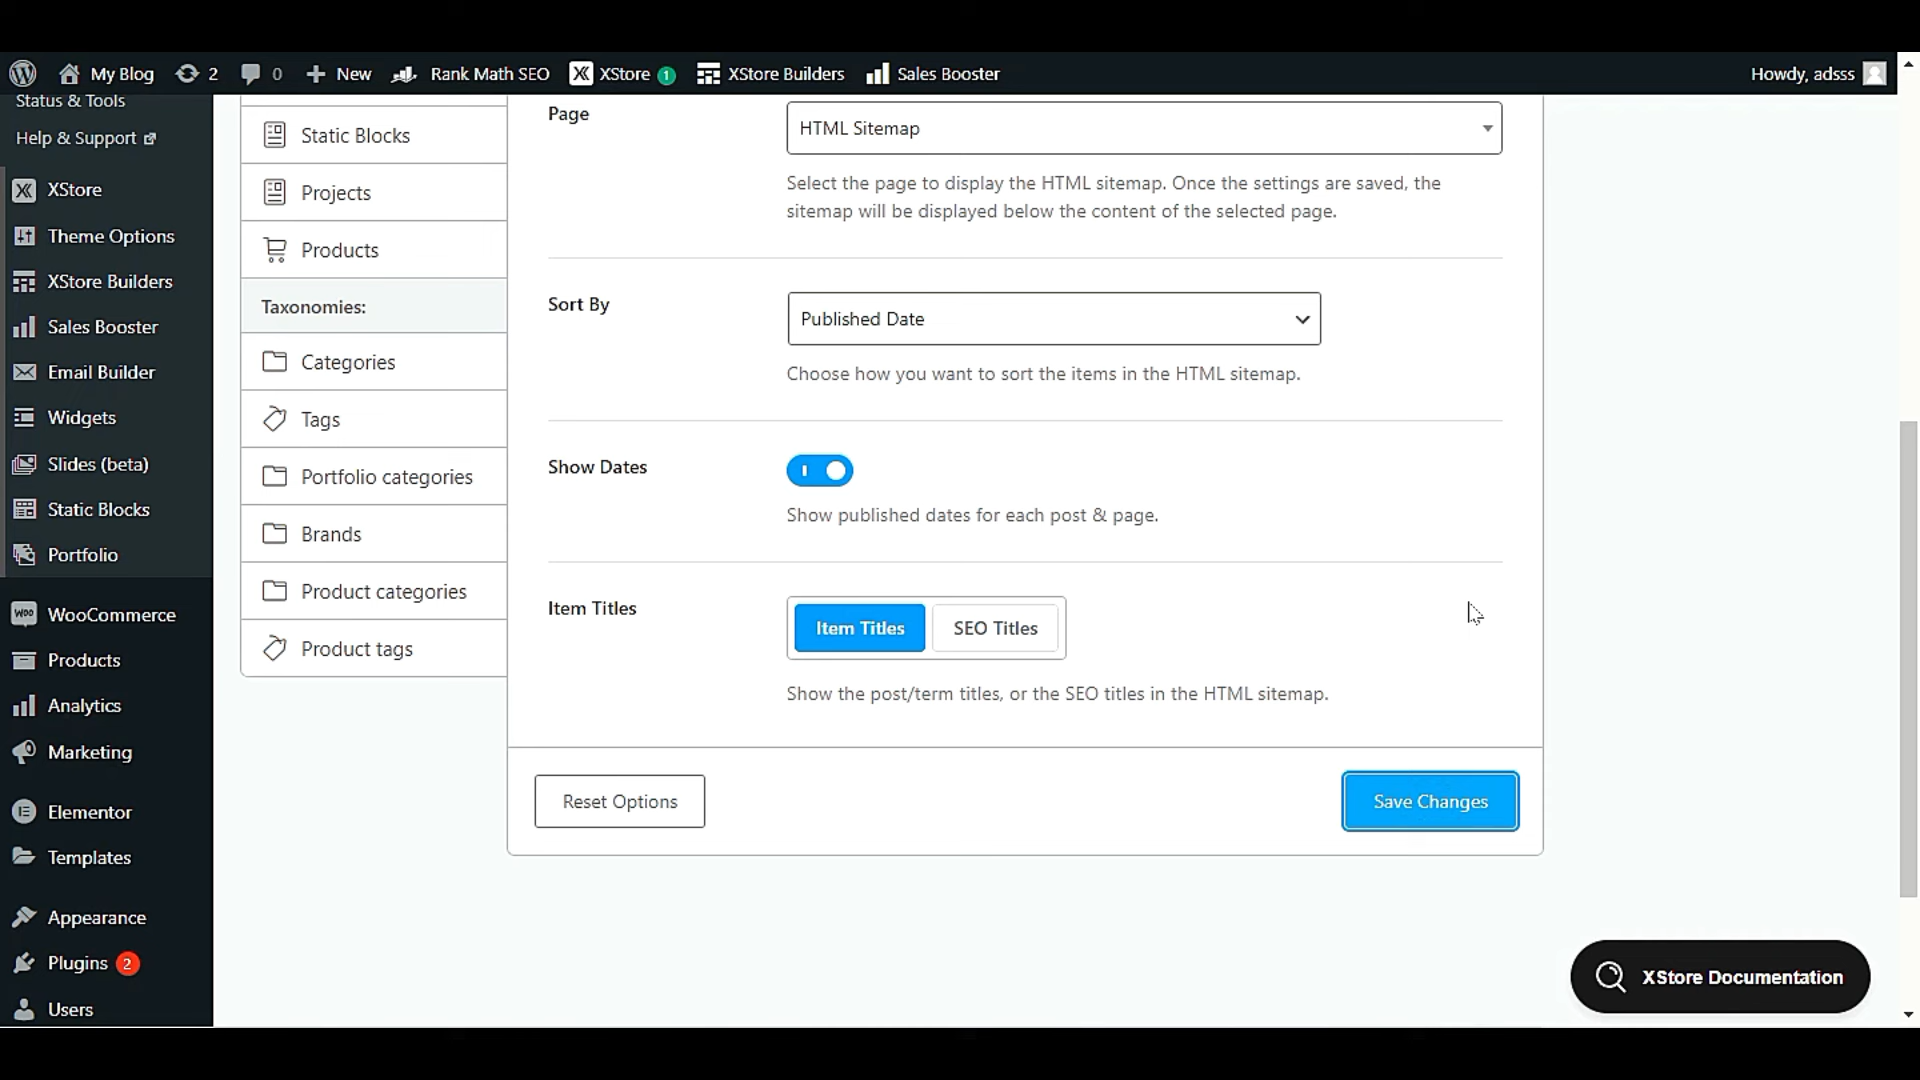 My Blog
2
0
New
Rank Math SEO
XStore 1
XStore Builders
Sales Booster
Howdy, adsss
Status & Tools
Help & Support
XStore
Theme Options
XStore Builders
Sales Booster
Email Builder
Widgets
Slides (beta)
Static Blocks
Portfolio
WooCommerce
Products
Analytics
Marketing
Elementor
Templates
Appearance
Plugins 2
Users
Static Blocks
Projects
Products
Taxonomies:
Categories
Tags
Portfolio categories
Brands
Product categories
Product tags
Page
HTML Sitemap
Select the page to display the HTML sitemap. Once the settings are saved, the
sitemap will be displayed below the content of the selected page.
Sort By
Published Date
Choose how you want to sort the items in the HTML sitemap.
Show Dates
Show published dates for each post & page.
Item Titles
Item Titles
SEO Titles
Show the post/term titles, or the SEO titles in the HTML sitemap.
Reset Options
Save Changes
XStore Documentation